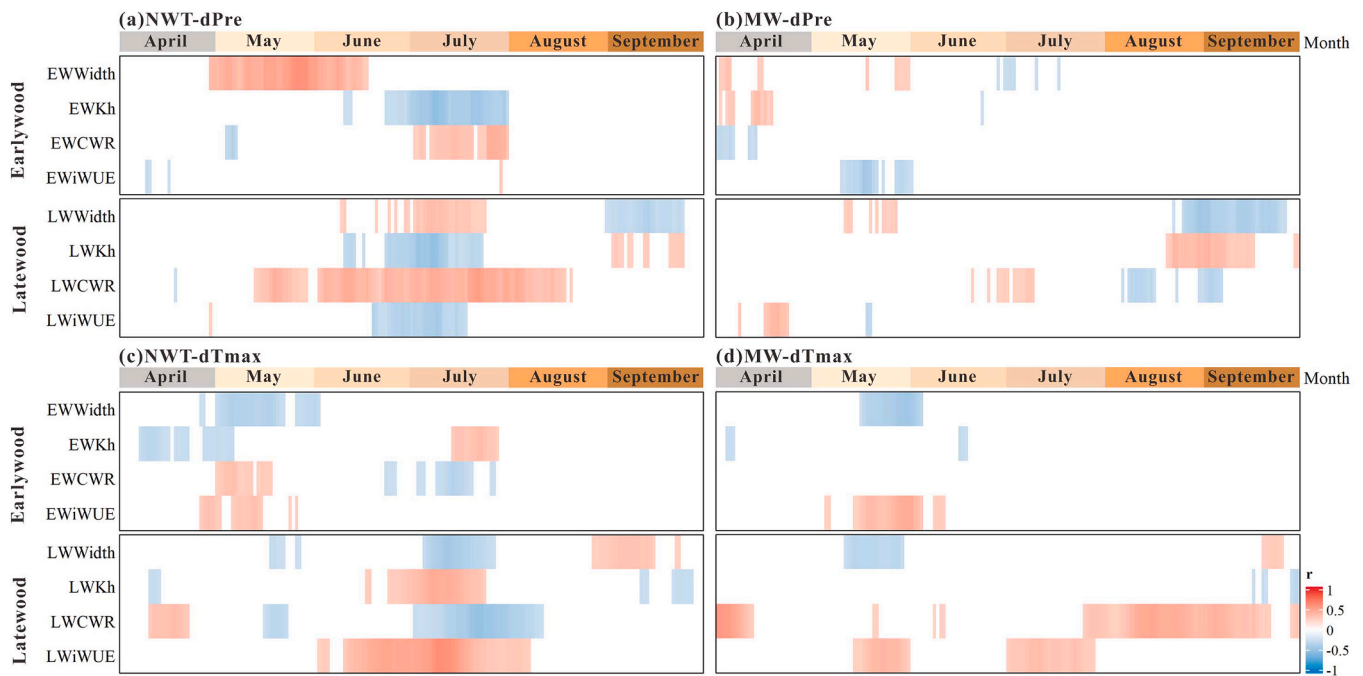 (a)NWT-dPre
(b)MW-dPre
April May June July August September
April May June July August September Month
Earlywood
EWWidth
EWKh
EWCWR
EWiWUE
Latewood
LWWidth
LWKh
LWCWR
LWiWUE
(c)NWT-dTmax
(d)MW-dTmax
April May June July August September
April May June July August September Month
Earlywood
EWWidth
EWKh
EWCWR
EWiWUE
Latewood
LWWidth
LWKh
LWCWR
LWiWUE
r
1
0.5
0
-0.5
-1